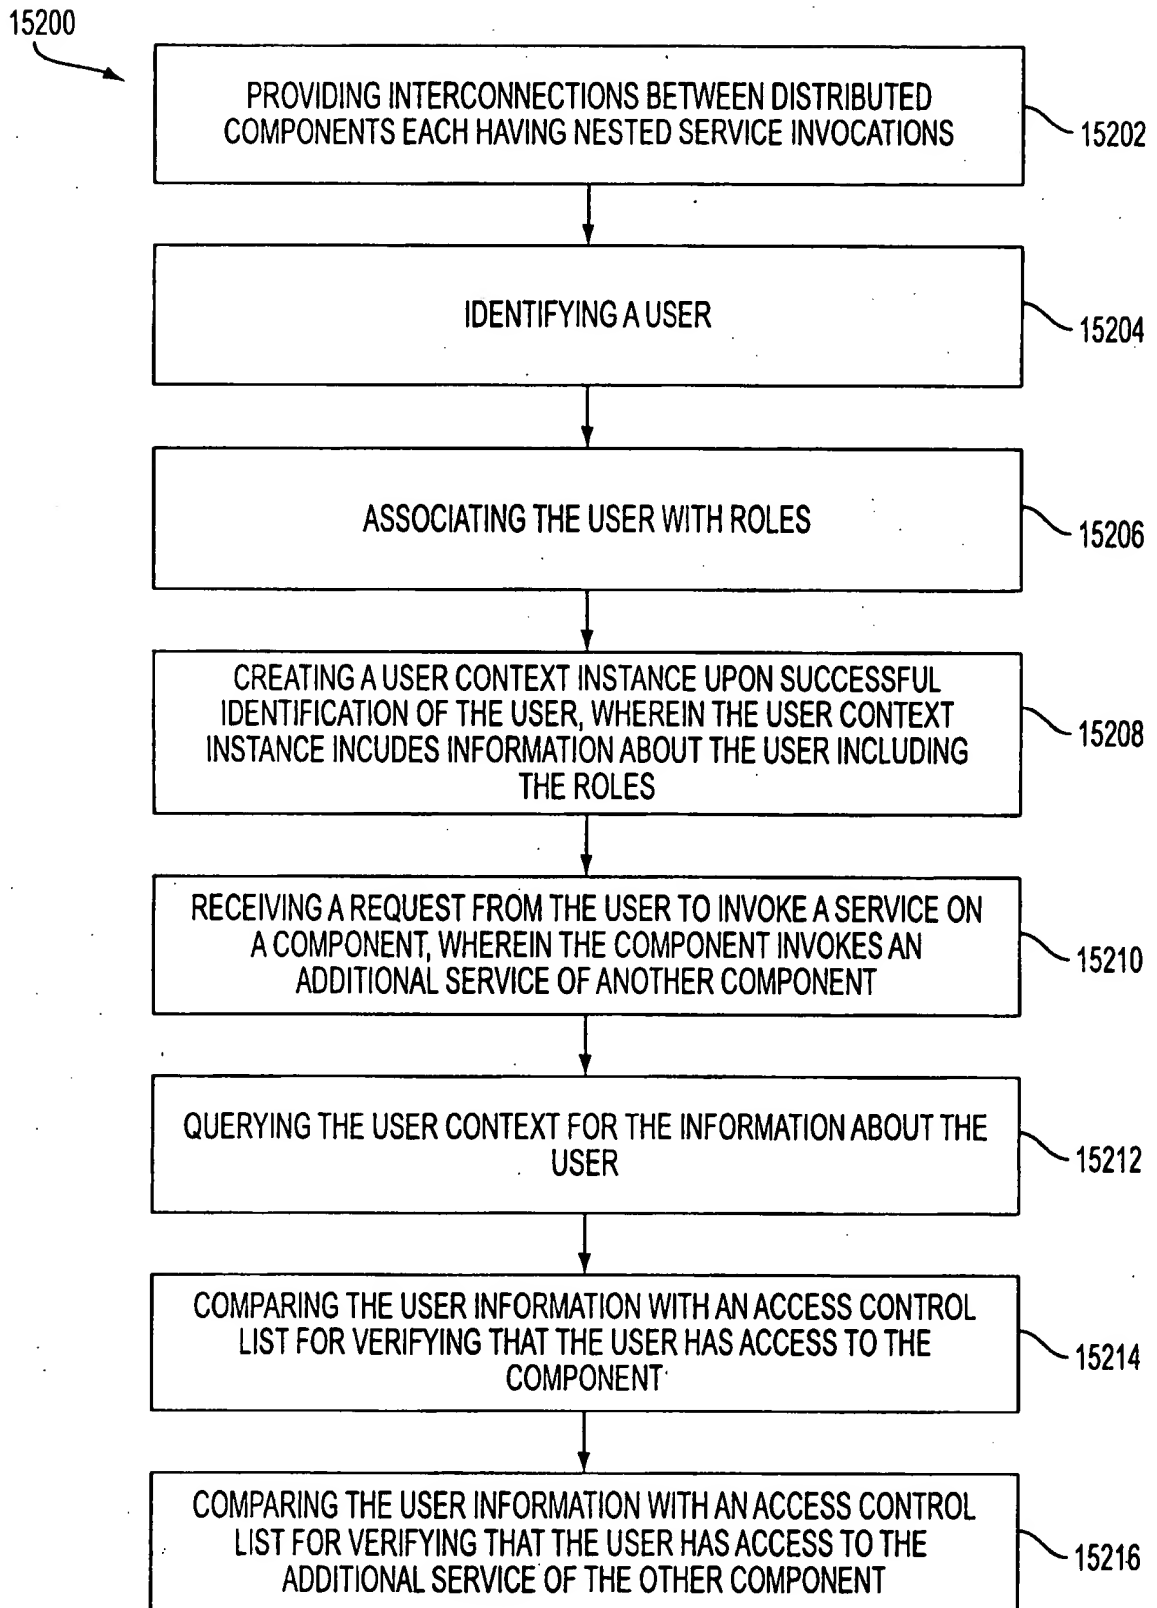 15200
PROVIDING INTERCONNECTIONS BETWEEN DISTRIBUTED
COMPONENTS EACH HAVING NESTED SERVICE INVOCATIONS
15202
IDENTIFYING A USER
15204
ASSOCIATING THE USER WITH ROLES
15206
CREATING A USER CONTEXT INSTANCE UPON SUCCESSFUL
IDENTIFICATION OF THE USER, WHEREIN THE USER CONTEXT
INSTANCE INCUDES INFORMATION ABOUT THE USER INCLUDING
THE ROLES
15208
RECEIVING A REQUEST FROM THE USER TO INVOKE A SERVICE ON
A COMPONENT, WHEREIN THE COMPONENT INVOKES AN
ADDITIONAL SERVICE OF ANOTHER COMPONENT
15210
QUERYING THE USER CONTEXT FOR THE INFORMATION ABOUT THE
USER
15212
COMPARING THE USER INFORMATION WITH AN ACCESS CONTROL
LIST FOR VERIFYING THAT THE USER HAS ACCESS TO THE
COMPONENT
15214
COMPARING THE USER INFORMATION WITH AN ACCESS CONTROL
LIST FOR VERIFYING THAT THE USER HAS ACCESS TO THE
ADDITIONAL SERVICE OF THE OTHER COMPONENT
15216